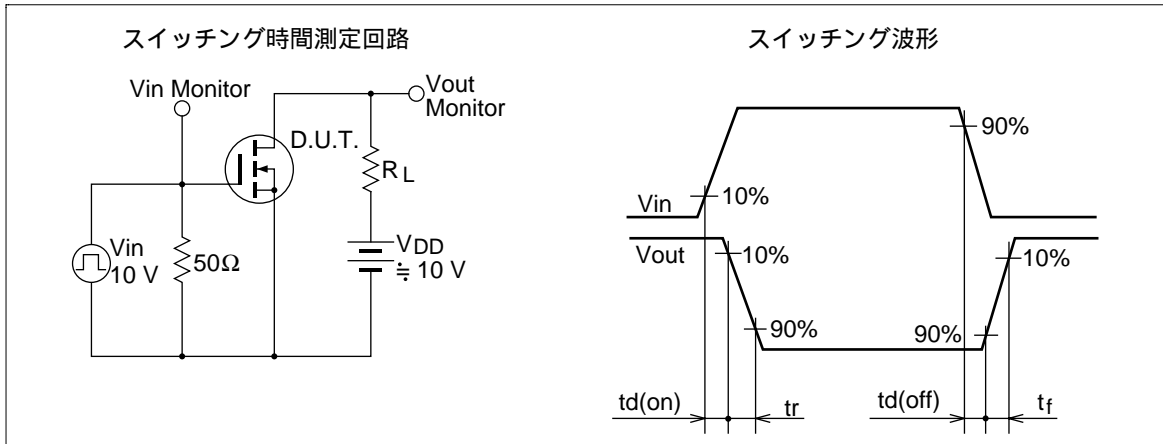 スイッチング時間測定回路
Vin Monitor
Vout
Monitor
D.U.T.
RL
Vin
10 V
50Ω
VDD
≒ 10 V
スイッチング波形
Vin
10%
90%
Vout
10%
90%
90%
10%
td(on)
tr
td(off)
tf